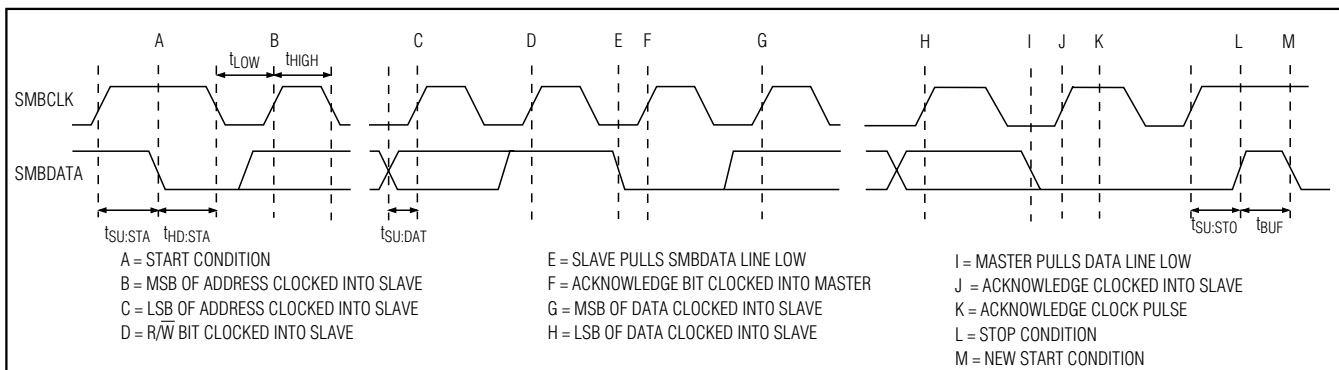 A B C D E F G H I J K L M
tLOW tHIGH
SMBCLK
SMBDATA
tSU:STA tHD:STA tSU:DAT tSU:STO tBUF
A = START CONDITION
B = MSB OF ADDRESS CLOCKED INTO SLAVE
C = LSB OF ADDRESS CLOCKED INTO SLAVE
D = R/W̅ BIT CLOCKED INTO SLAVE
E = SLAVE PULLS SMBDATA LINE LOW
F = ACKNOWLEDGE BIT CLOCKED INTO MASTER
G = MSB OF DATA CLOCKED INTO SLAVE
H = LSB OF DATA CLOCKED INTO SLAVE
I = MASTER PULLS DATA LINE LOW
J = ACKNOWLEDGE CLOCKED INTO SLAVE
K = ACKNOWLEDGE CLOCK PULSE
L = STOP CONDITION
M = NEW START CONDITION